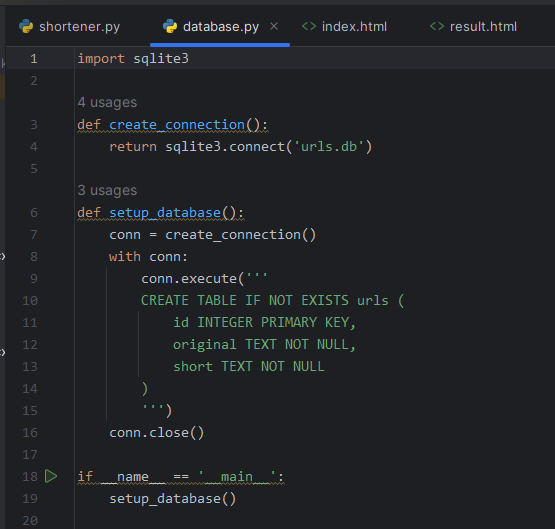 shortener.py database.py × index.html result.html
1 import sqlite3
2
4 usages
3 def create_connection():
4     return sqlite3.connect('urls.db')
5
3 usages
6 def setup_database():
7     conn = create_connection()
8     with conn:
9         conn.execute('''
10         CREATE TABLE IF NOT EXISTS urls (
11             id INTEGER PRIMARY KEY,
12             original TEXT NOT NULL,
13             short TEXT NOT NULL
14         )
15         ''')
16     conn.close()
17
18 if __name__ == '__main__':
19     setup_database()
20